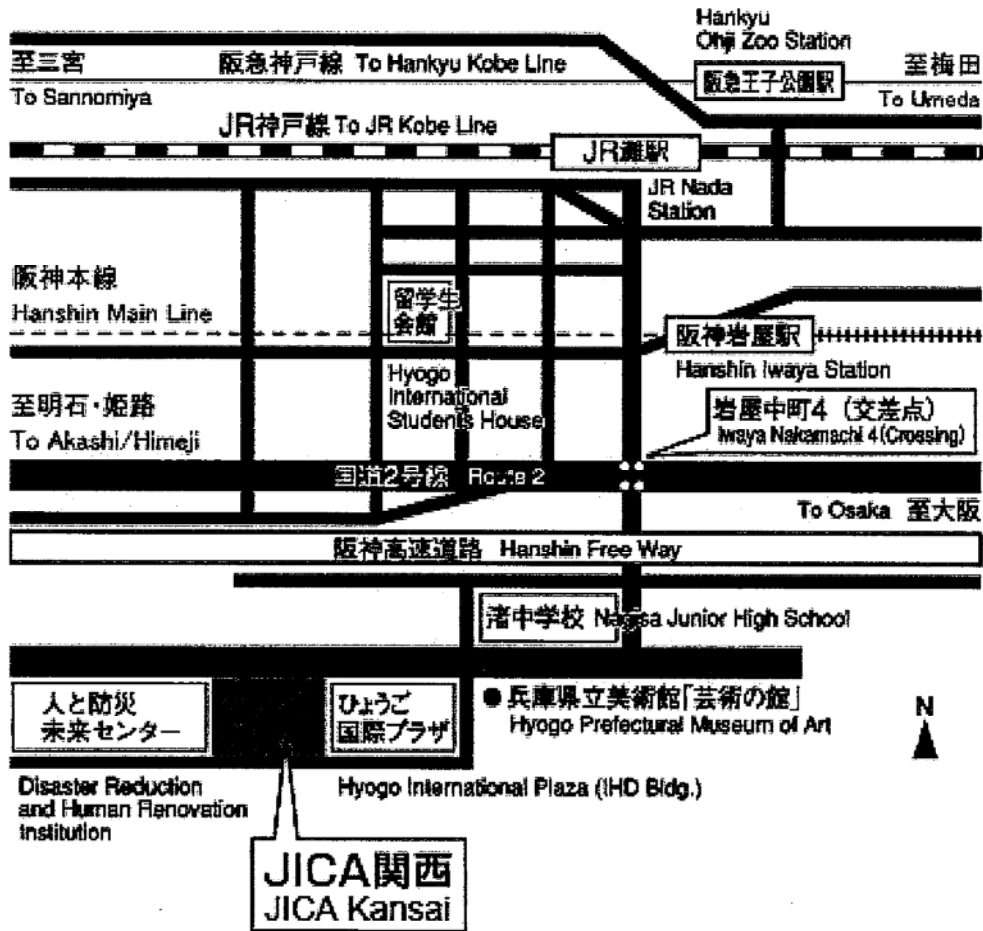 Hankyu
Ohji Zoo Station
至三宮
阪急神戸線 To Hankyu Kobe Line
阪急王子公園駅
至梅田
To Sannomiya
To Umeda
JR神戸線 To JR Kobe Line
JR灘駅
JR Nada
Station
阪神本線
Hanshin Main Line
留学生
会館
阪神岩屋駅
Hanshin Iwaya Station
Hyogo
International
Students House
至明石・姫路
To Akashi/Himeji
岩屋中町4（交差点）
Iwaya Nakamachi 4(Crossing)
国道2号線 Route 2
To Osaka 至大阪
阪神高速道路 Hanshin Free Way
渚中学校 Nagisa Junior High School
人と防災
未来センター
ひょうご
国際プラザ
●兵庫県立美術館「芸術の館」
Hyogo Prefectural Museum of Art
N
Disaster Reduction
and Human Renovation
Institution
Hyogo International Plaza (IHD Bldg.)
JICA関西
JICA Kansai